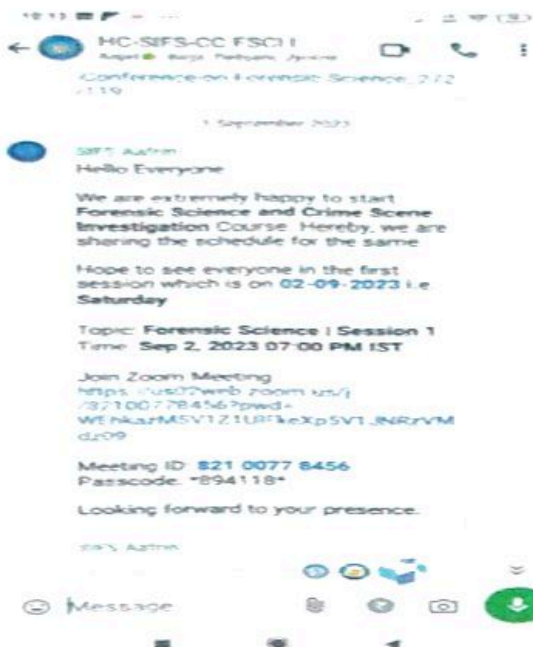 HC-SIFS-CC FSCI I
Conference on Forensic Science, 272
/119
1 September 2023
SIFS Admin
Hello Everyone
We are extremely happy to start
Forensic Science and Crime Scene
Investigation Course. Hereby, we are
sharing the schedule for the same
Hope to see everyone in the first
session which is on 02-09-2023 i.e
Saturday
Topic: Forensic Science | Session 1
Time: Sep 2, 2023 07:00 PM IST
Join Zoom Meeting
Meeting ID: 821 0077 8456
Passcode: *894118*
Looking forward to your presence.
SIFS Admin
Message